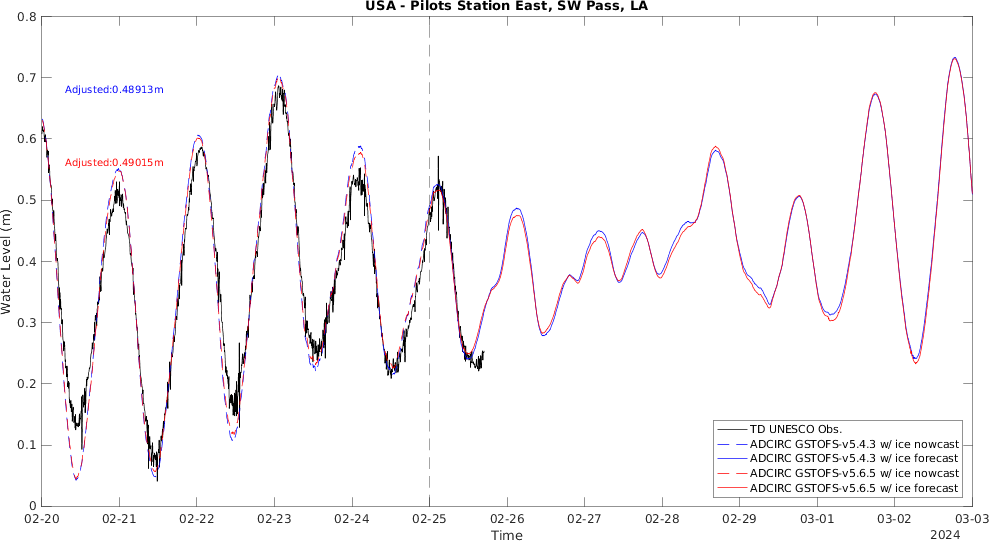 USA - Pilots Station East, SW Pass, LA
0.8
0.7
0.6
0.5
0.4
0.3
0.2
0.1
0
Water Level (m)
Adjusted:0.48913m
Adjusted:0.49015m
TD UNESCO Obs.
ADCIRC GSTOFS-v5.4.3 w/ ice nowcast
ADCIRC GSTOFS-v5.4.3 w/ ice forecast
ADCIRC GSTOFS-v5.6.5 w/ ice nowcast
ADCIRC GSTOFS-v5.6.5 w/ ice forecast
02-20 02-21 02-22 02-23 02-24 02-25 02-26 02-27 02-28 02-29 03-01 03-02 03-03
Time
2024